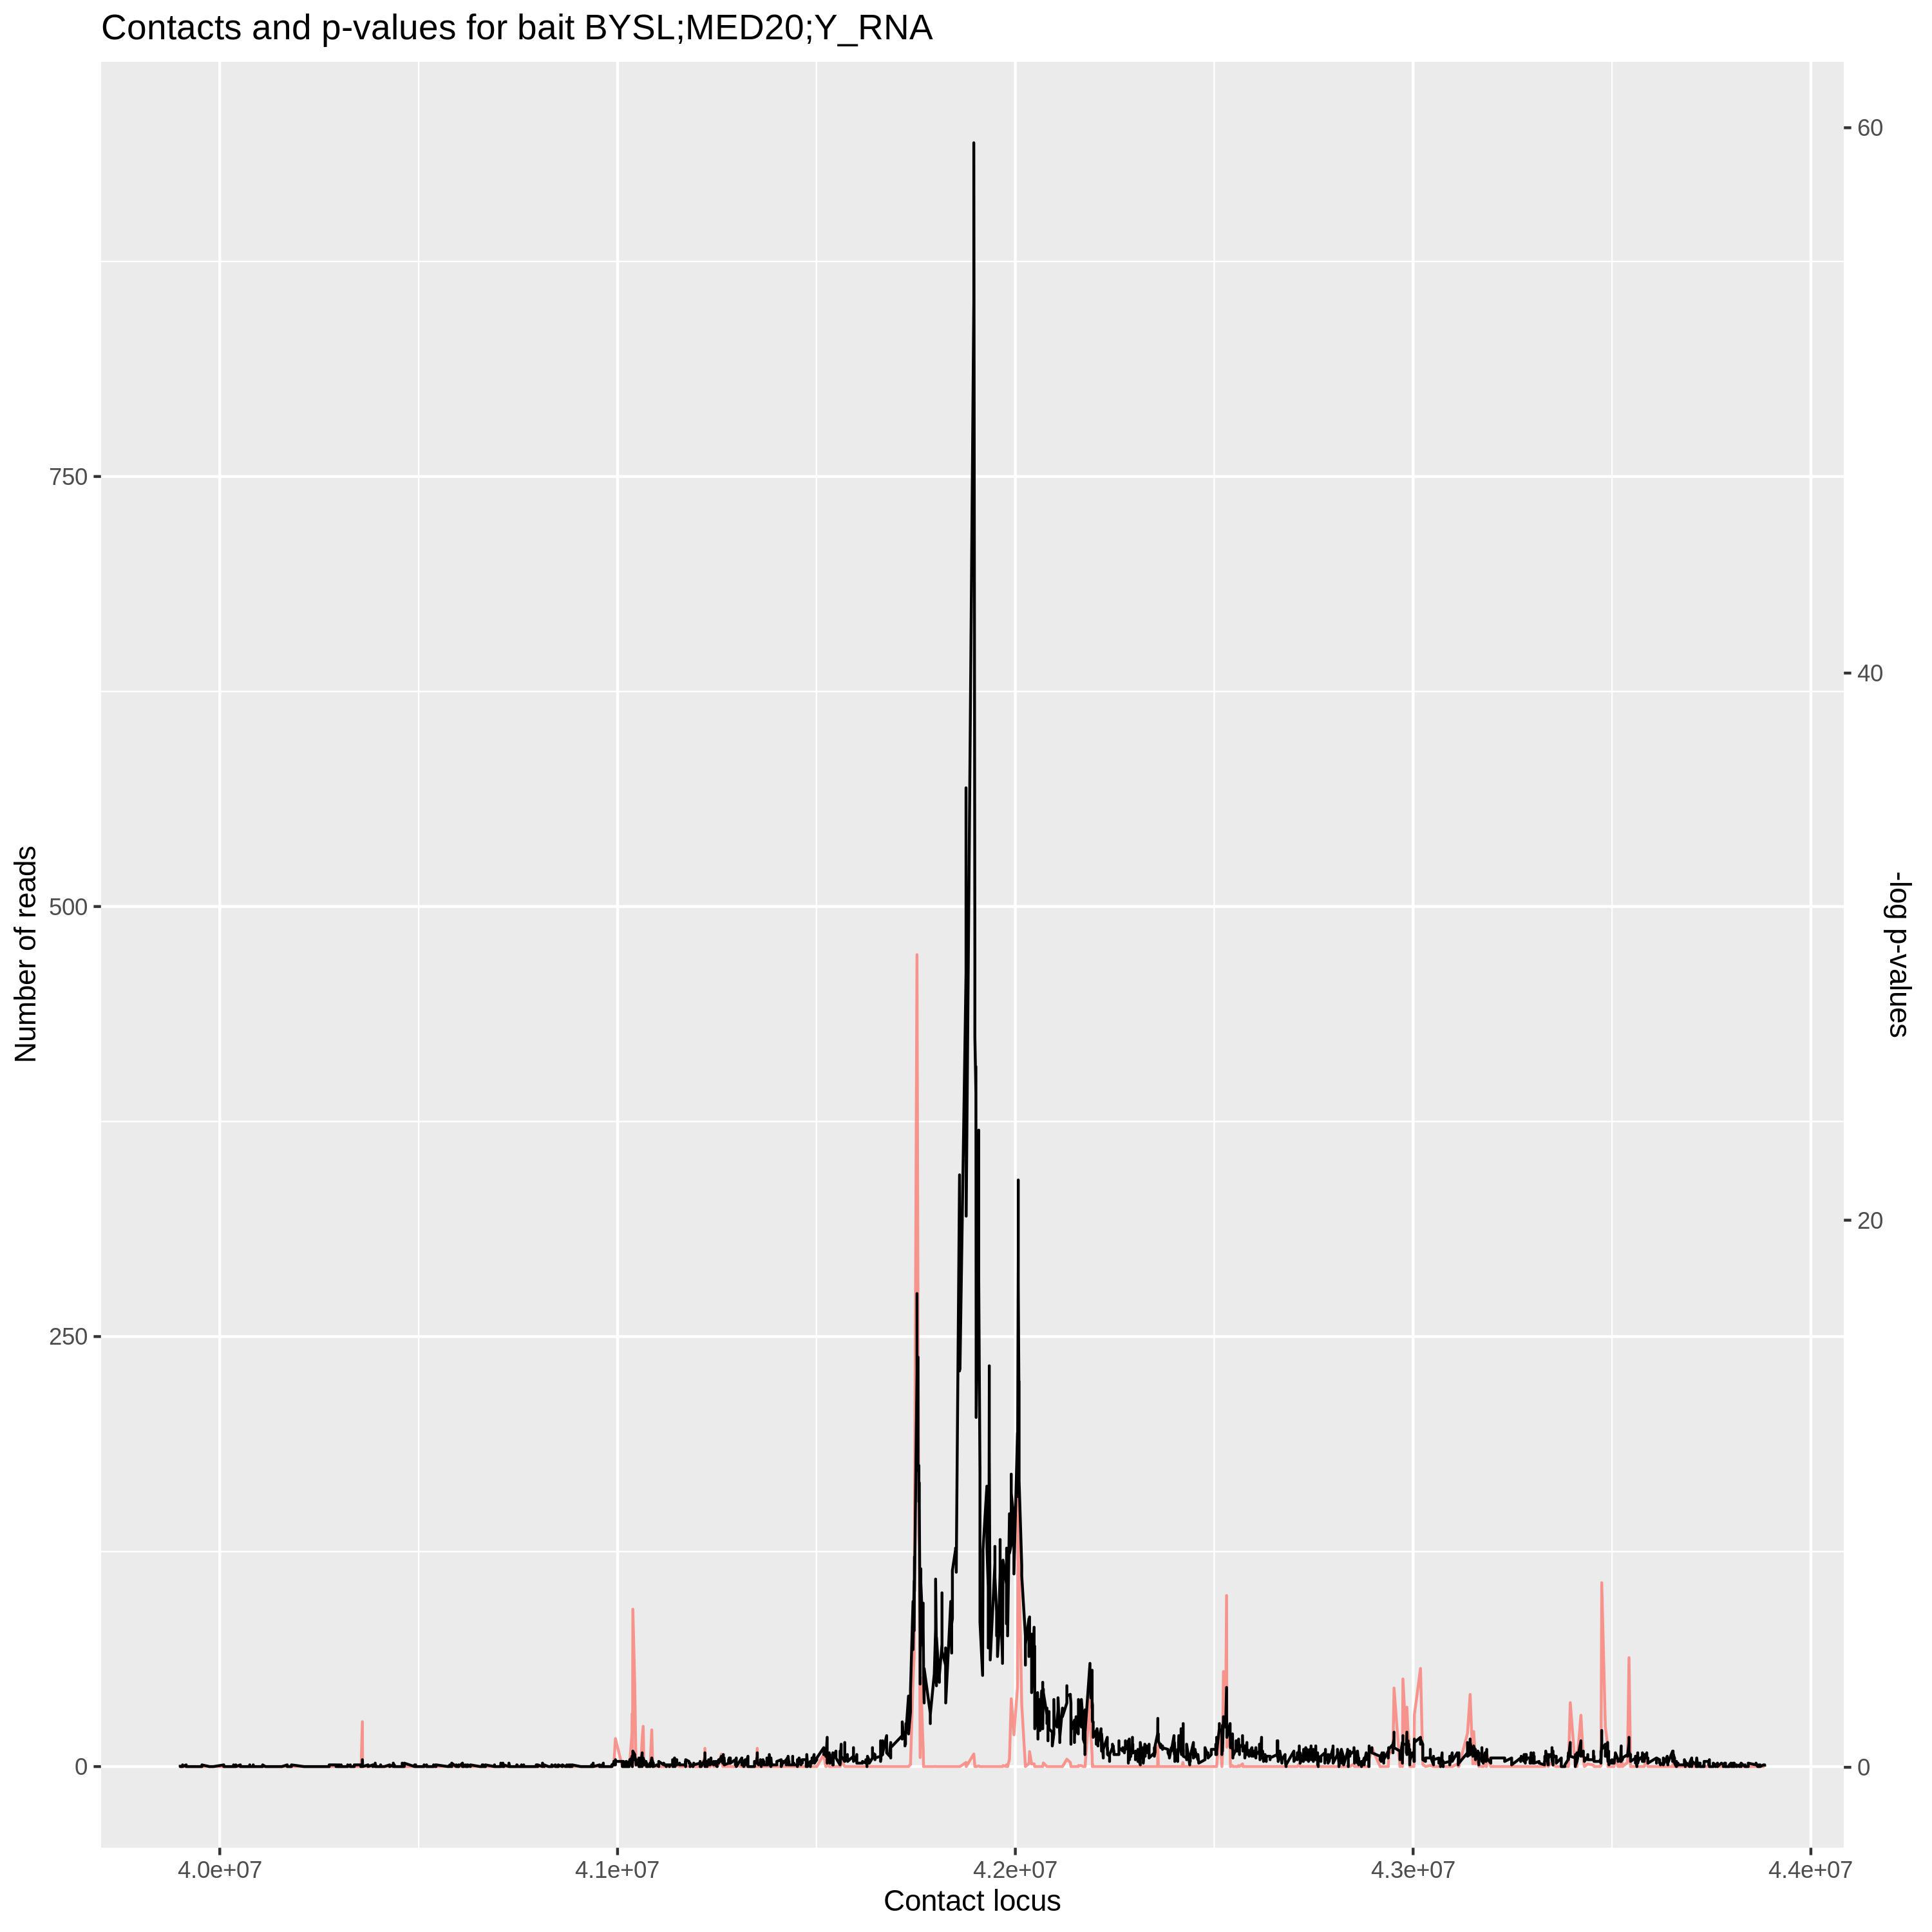 Contacts and p-values for bait BYSL;MED20;Y_RNA
Number of reads
750
500
250
0
60
40
20
0
-log p-values
4.0e+07 4.1e+07 4.2e+07 4.3e+07 4.4e+07
Contact locus